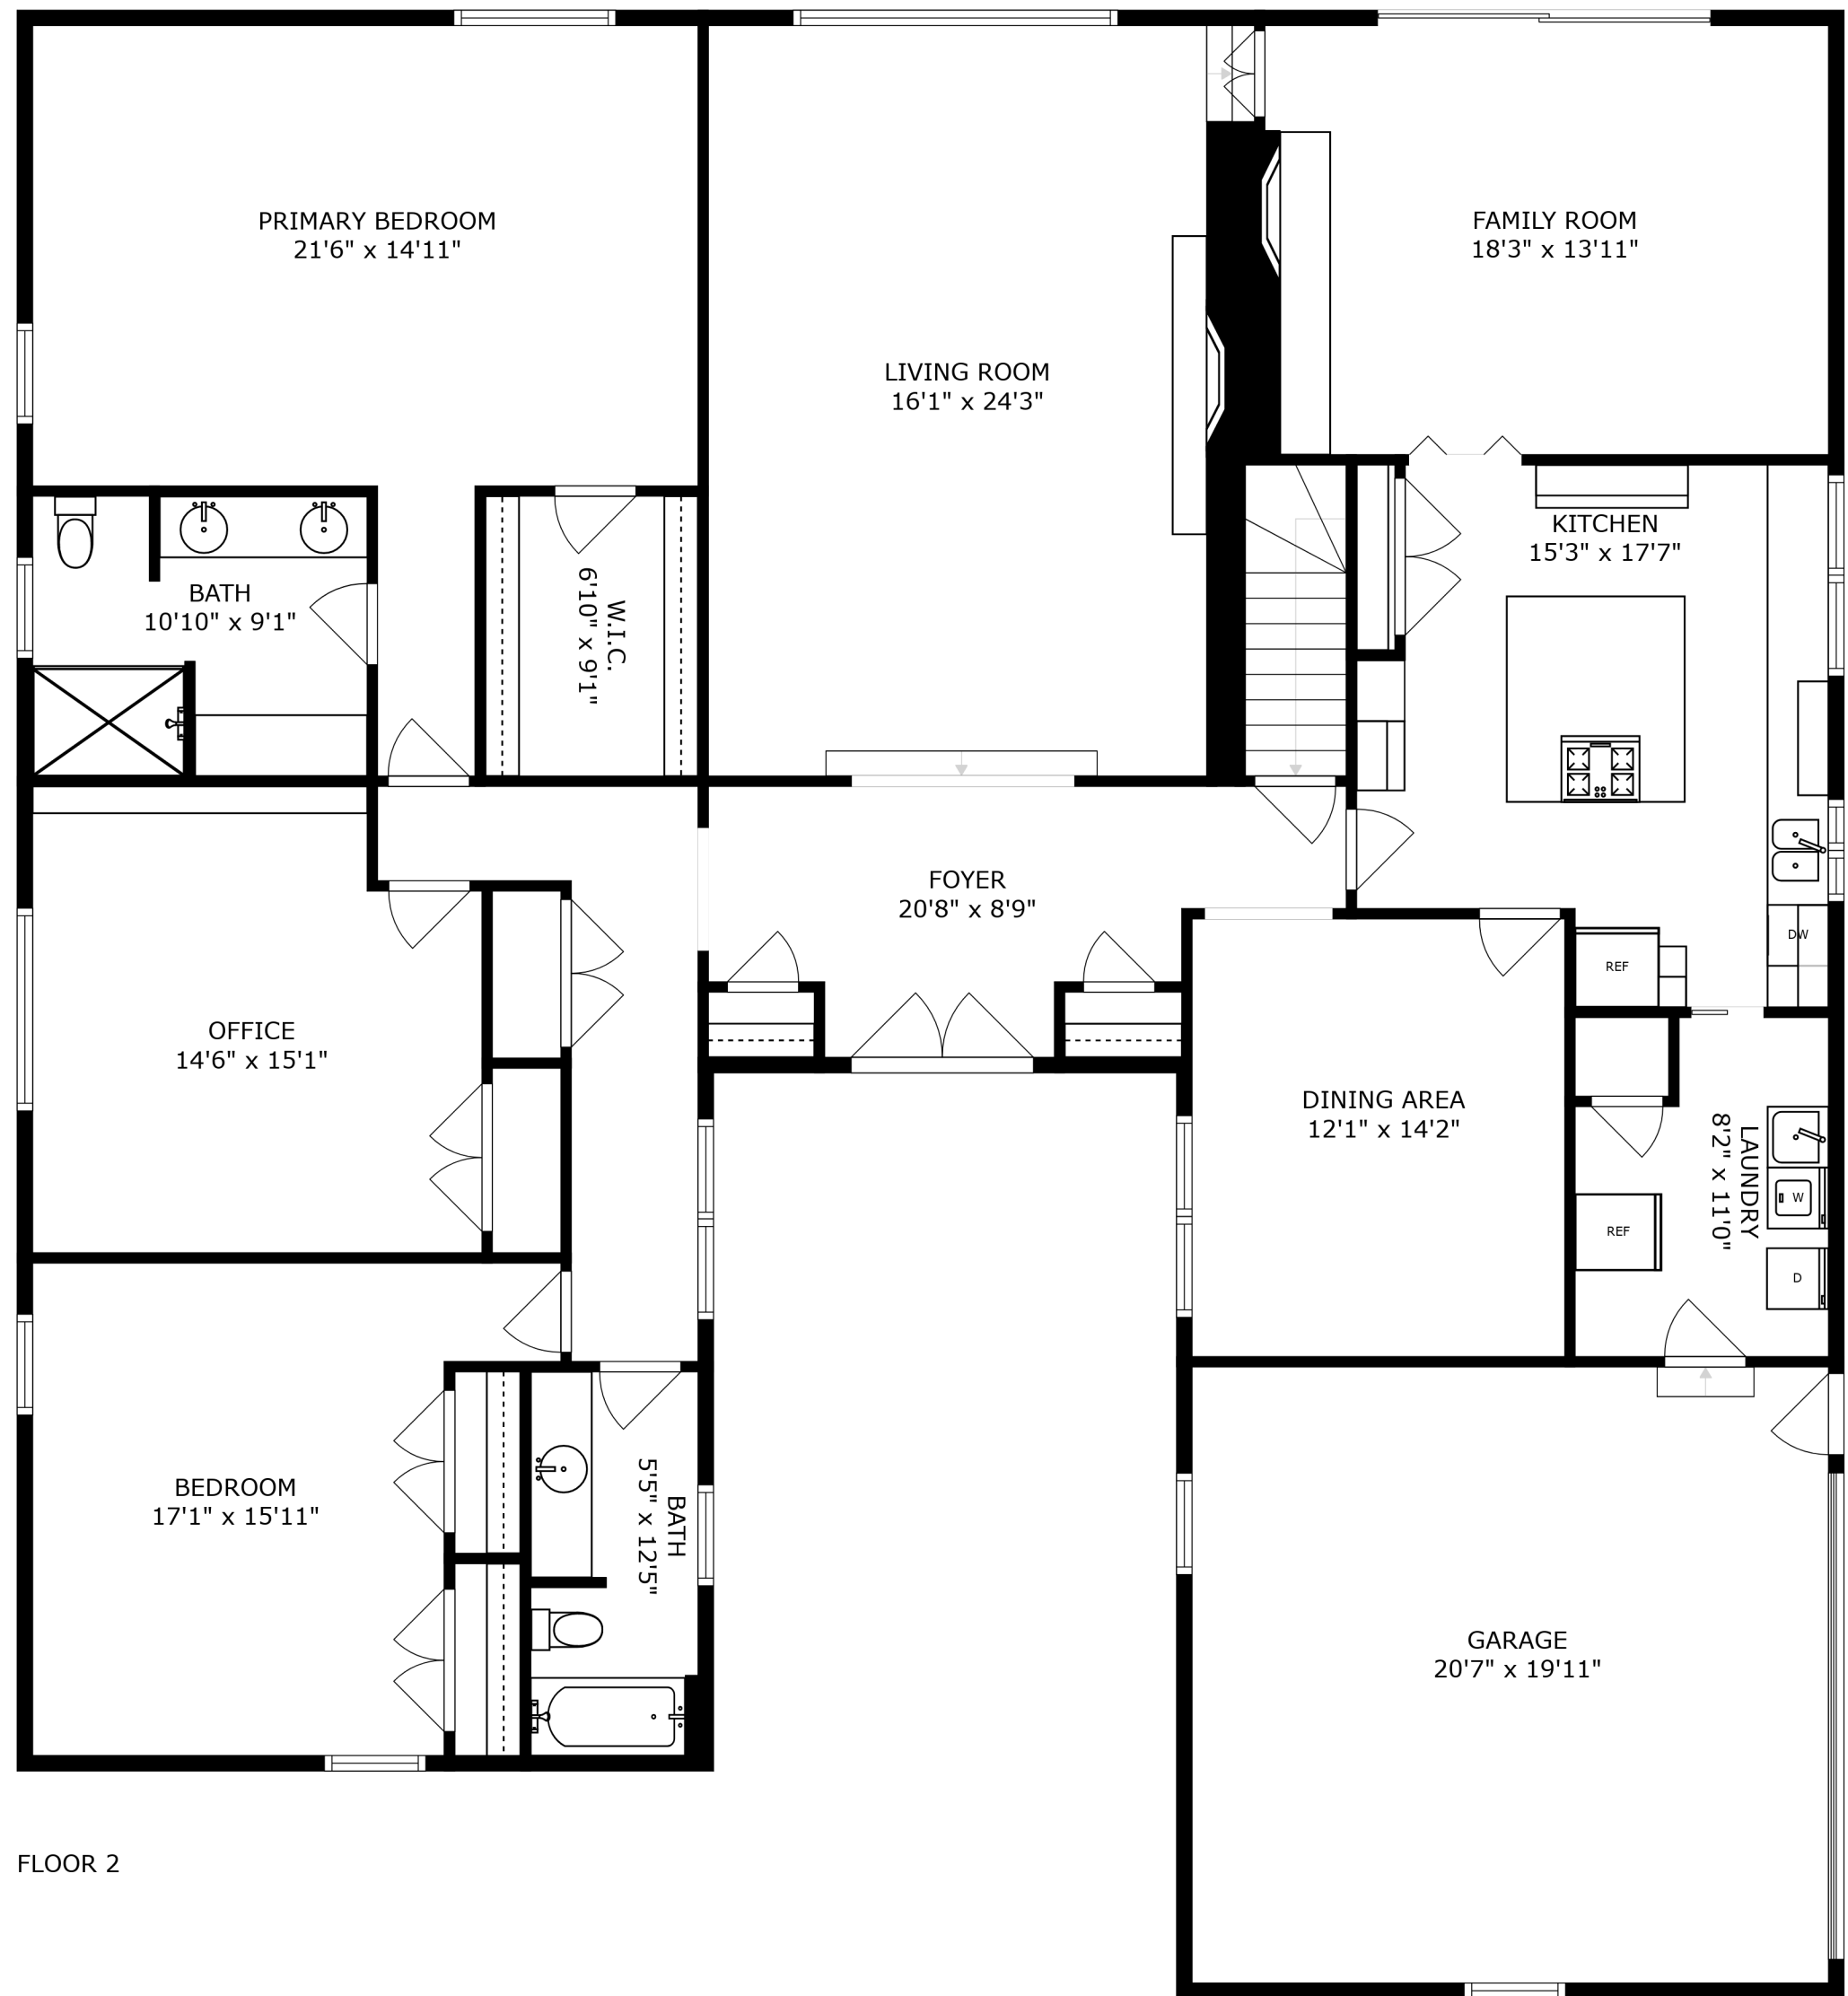 PRIMARY BEDROOM
21'6" x 14'11"
FAMILY ROOM
18'3" x 13'11"
LIVING ROOM
16'1" x 24'3"
KITCHEN
15'3" x 17'7"
BATH
10'10" x 9'1"
W.I.C.
6'10" x 9'1"
FOYER
20'8" x 8'9"
DW
REF
OFFICE
14'6" x 15'1"
DINING AREA
12'1" x 14'2"
LAUNDRY
8'2" x 11'0"
W
REF
D
BEDROOM
17'1" x 15'11"
BATH
5'5" x 12'5"
GARAGE
20'7" x 19'11"
FLOOR 2